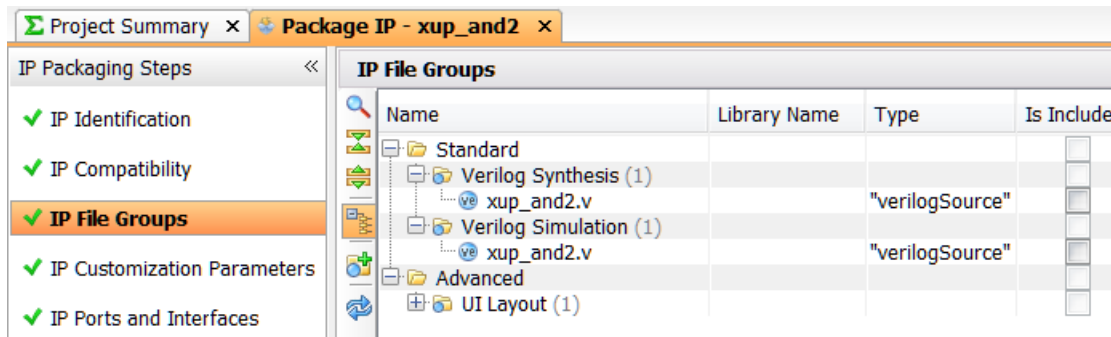 Σ Project Summary × Package IP - xup_and2 ×
IP Packaging Steps «
IP File Groups
IP Identification
IP Compatibility
IP File Groups
IP Customization Parameters
IP Ports and Interfaces
Name Library Name Type Is Include
Standard
Verilog Synthesis (1)
ve xup_and2.v "verilogSource"
Verilog Simulation (1)
ve xup_and2.v "verilogSource"
Advanced
UI Layout (1)